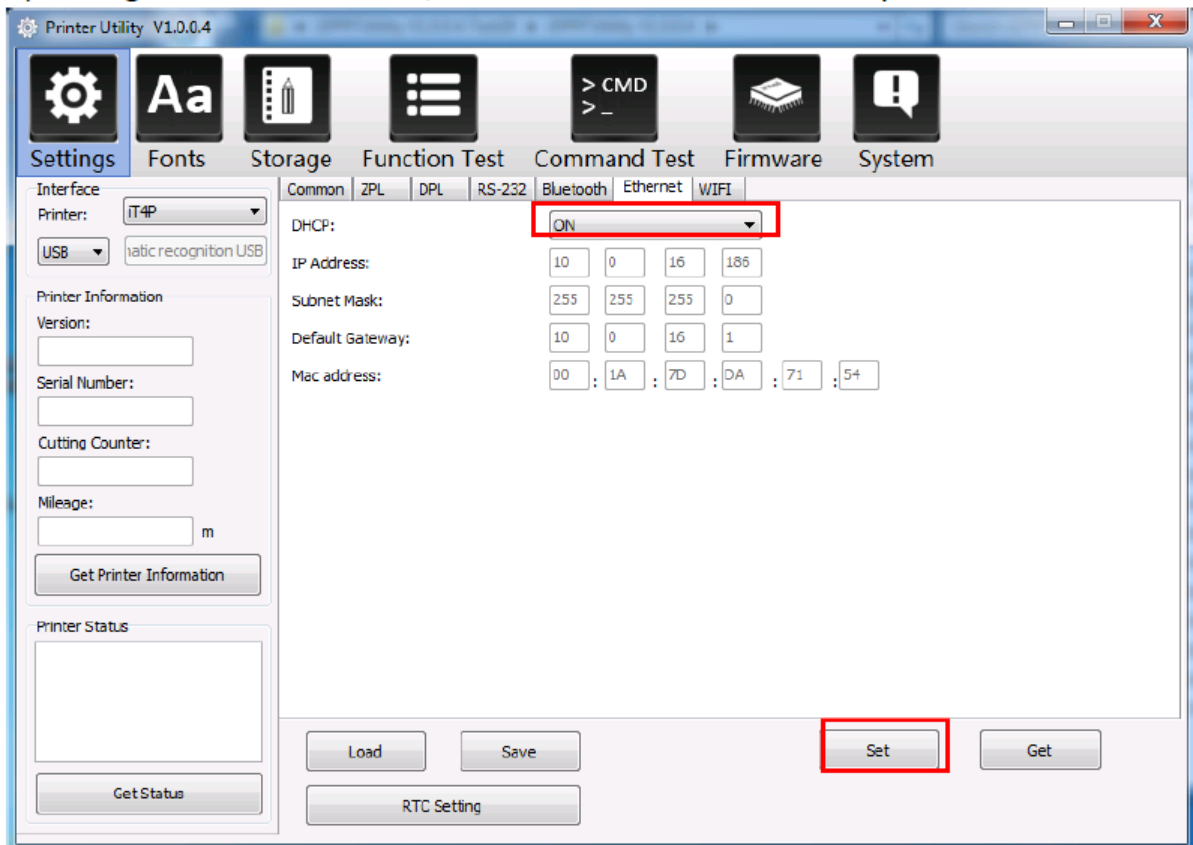 Printer Utility V1.0.0.4
X
Aa
> CMD
>_
Settings Fonts Storage Function Test Command Test Firmware System
Interface
Printer: iT4P
USB natic recognition USB
Printer Information
Version:
Serial Number:
Cutting Counter:
Mileage:
m
Get Printer Information
Printer Status
Get Status
Common ZPL DPL RS-232 Bluetooth Ethernet WIFI
DHCP: ON
IP Address: 10 0 16 186
Subnet Mask: 255 255 255 0
Default Gateway: 10 0 16 1
Mac address: 00 : 1A : 7D : DA : 71 : 54
Load Save Set Get
RTC Setting